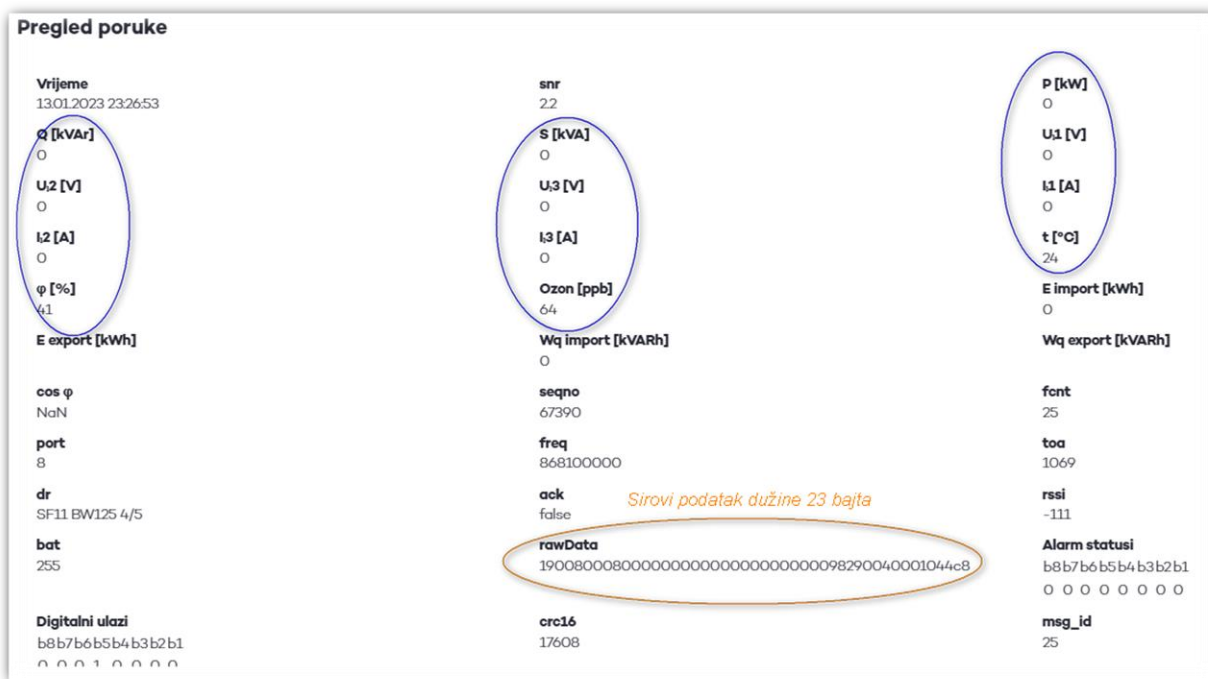 Pregled poruke
Vrijeme snr P [kW]
13.01.2023 23:26:53 2.2 0
Q [kVAr] S [kVA] U,1 [V]
0 0 0
U,2 [V] U,3 [V] I,1 [A]
0 0 0
I,2 [A] I,3 [A] t [°C]
0 0 24
φ [%] Ozon [ppb] E import [kWh]
41 64 0
E export [kWh] Wq import [kVARh] Wq export [kVARh]
0
cos φ seqno fcnt
NaN 67390 25
port freq toa
8 868100000 1069
dr ack Sirovi podatak dužine 23 bajta rssi
SF11 BW125 4/5 false -111
bat rawData Alarm statusi
255 19008000800000000000000000000098290040001044c8 b8b7b6b5b4b3b2b1
0 0 0 0 0 0 0 0
Digitalni ulazi crc16 msg_id
b8b7b6b5b4b3b2b1 17608 25
0 0 0 1 0 0 0 0